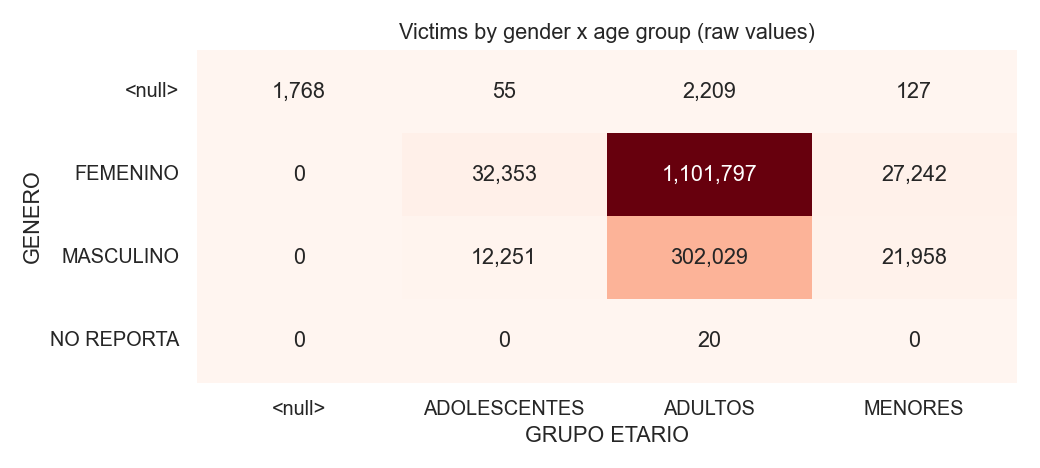 Victims by gender x age group (raw values)
<null> 1,768 55 2,209 127
FEMENINO 0 32,353 1,101,797 27,242
MASCULINO 0 12,251 302,029 21,958
NO REPORTA 0 0 20 0
GENERO
<null> ADOLESCENTES ADULTOS MENORES
GRUPO ETARIO